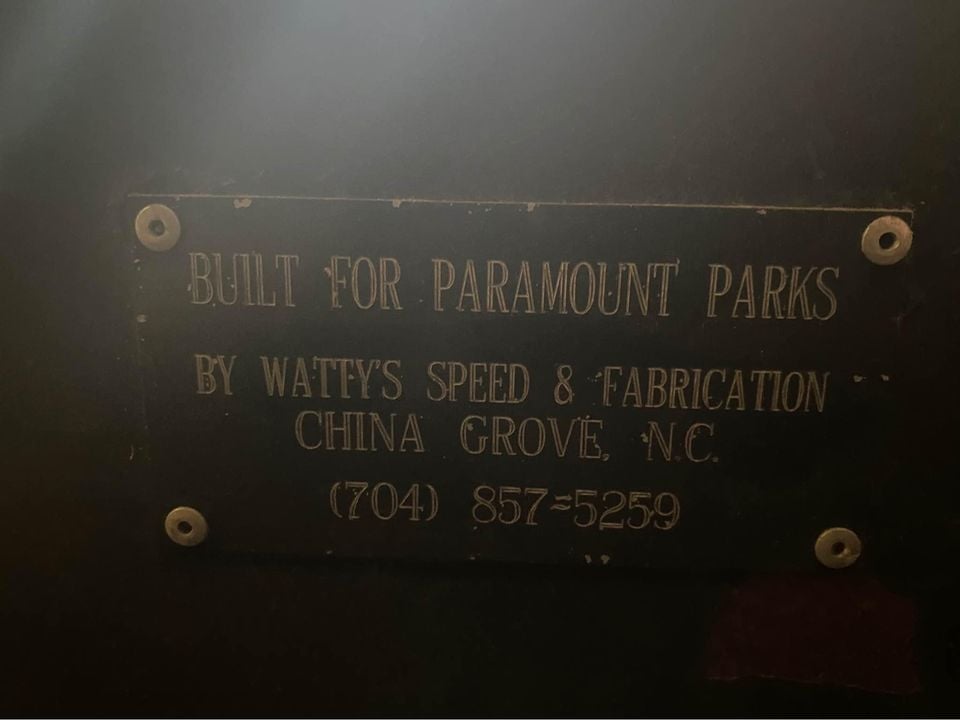 BUILT FOR PARAMOUNT PARKS
BY WATTY'S SPEED & FABRICATION
CHINA GROVE, N.C.
(704) 857-5259